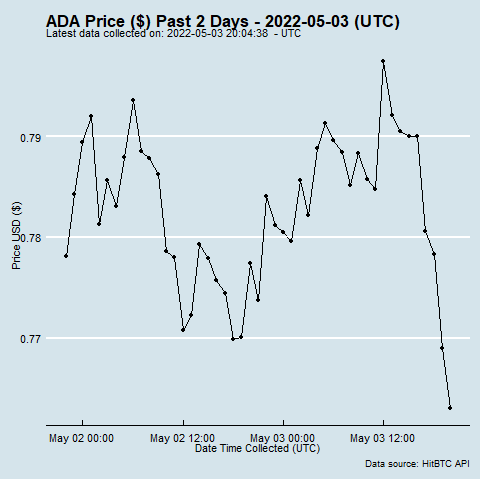 ADA Price ($) Past 2 Days - 2022-05-03 (UTC)
Latest data collected on: 2022-05-03 20:04:38 - UTC
0.79
0.78
0.77
Price USD ($)
May 02 00:00 May 02 12:00 May 03 00:00 May 03 12:00
Date Time Collected (UTC)
Data source: HitBTC API